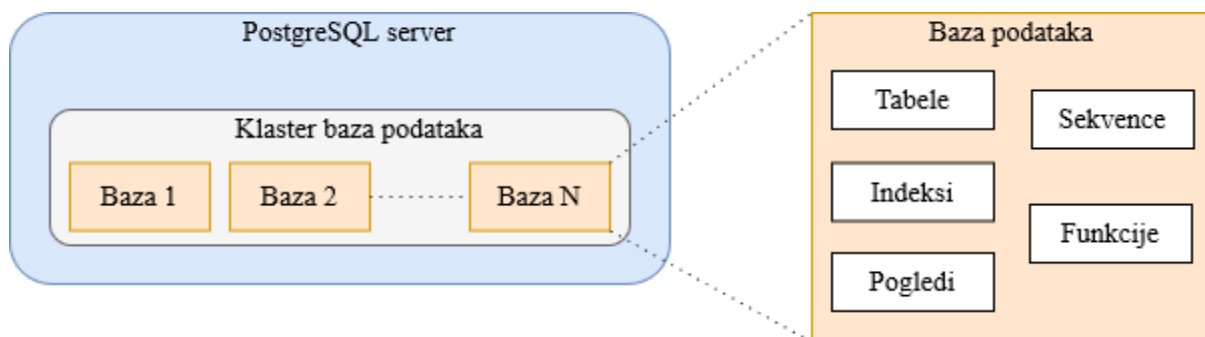 PostgreSQL server
Klaster baza podataka
Baza 1
Baza 2
Baza N
Baza podataka
Tabele
Sekvence
Indeksi
Funkcije
Pogledi